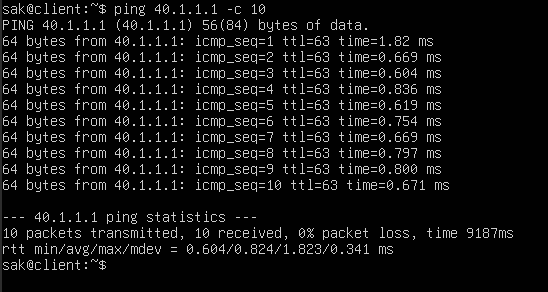 sak@client:~$ ping 40.1.1.1 -c 10
PING 40.1.1.1 (40.1.1.1) 56(84) bytes of data.
64 bytes from 40.1.1.1: icmp_seq=1 ttl=63 time=1.82 ms
64 bytes from 40.1.1.1: icmp_seq=2 ttl=63 time=0.669 ms
64 bytes from 40.1.1.1: icmp_seq=3 ttl=63 time=0.604 ms
64 bytes from 40.1.1.1: icmp_seq=4 ttl=63 time=0.836 ms
64 bytes from 40.1.1.1: icmp_seq=5 ttl=63 time=0.619 ms
64 bytes from 40.1.1.1: icmp_seq=6 ttl=63 time=0.754 ms
64 bytes from 40.1.1.1: icmp_seq=7 ttl=63 time=0.669 ms
64 bytes from 40.1.1.1: icmp_seq=8 ttl=63 time=0.797 ms
64 bytes from 40.1.1.1: icmp_seq=9 ttl=63 time=0.800 ms
64 bytes from 40.1.1.1: icmp_seq=10 ttl=63 time=0.671 ms
--- 40.1.1.1 ping statistics ---
10 packets transmitted, 10 received, 0% packet loss, time 9187ms
rtt min/avg/max/mdev = 0.604/0.824/1.823/0.341 ms
sak@client:~$